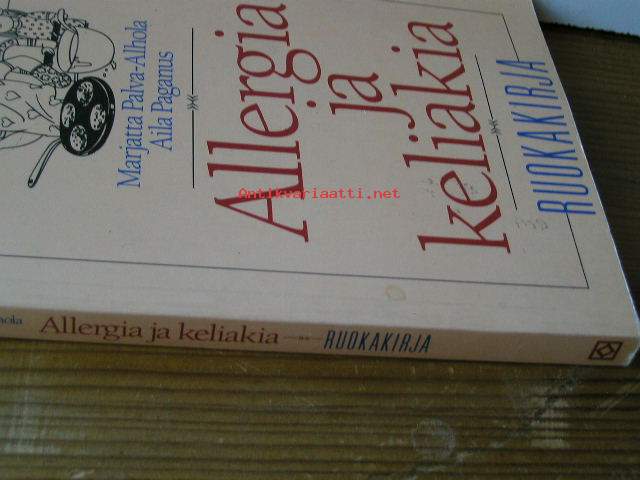 Marjatta Palva-Alhola
Aila Paganus
Allergia
ja
keliakia
RUOKAKIRJA
Antikvariaatti.net
Allergia ja keliakia RUOKAKIRJA